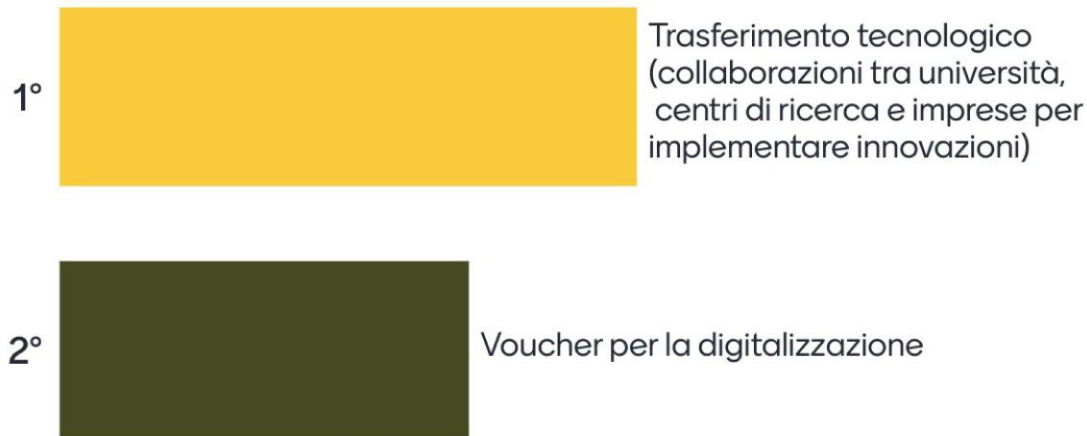 1°
Trasferimento tecnologico
(collaborazioni tra università,
centri di ricerca e imprese per
implementare innovazioni)
2°
Voucher per la digitalizzazione